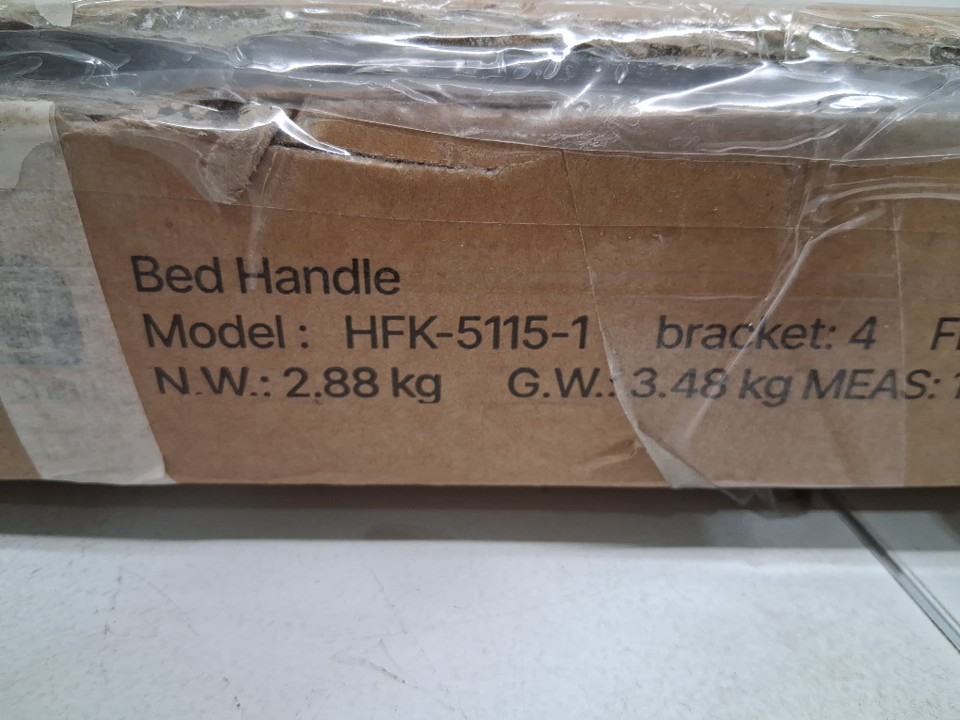 Bed Handle
Model : HFK-5115-1 bracket: 4
N.W.: 2.88 kg G.W.: 3.48 kg MEAS: